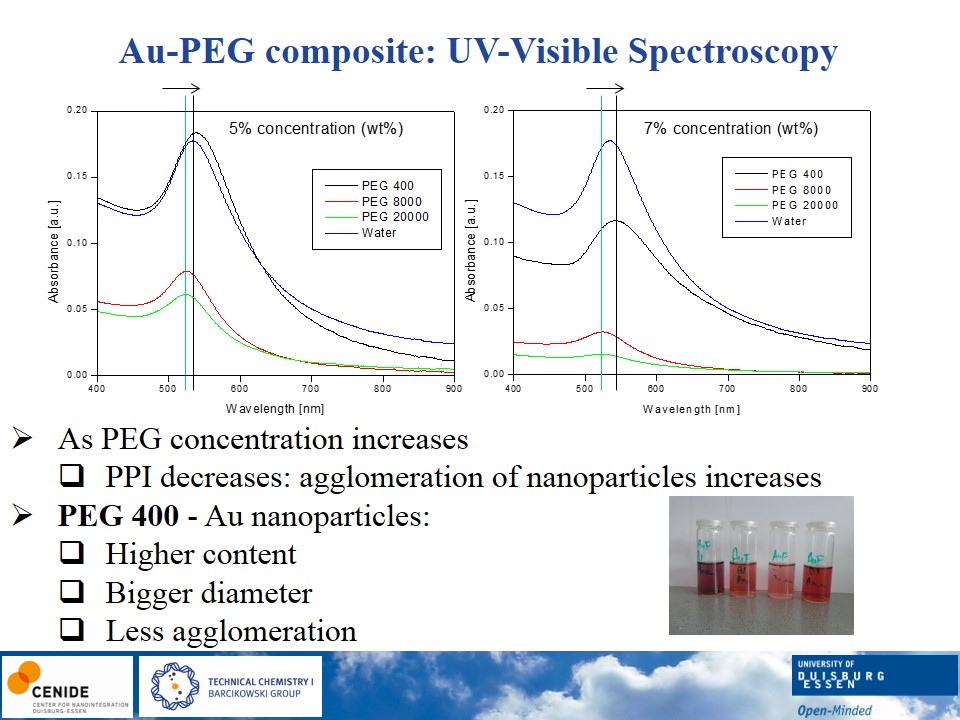 Au-PEG composite: UV-Visible Spectroscopy
0.20
0.15
0.10
0.05
0.00
Absorbance [a.u.]
5% concentration (wt%)
PEG 400
PEG 8000
PEG 20000
Water
400 500 600 700 800 900
Wavelength [nm]
0.20
0.15
0.10
0.05
0.00
Absorbance [a.u.]
7% concentration (wt%)
PEG 400
PEG 8000
PEG 20000
Water
400 500 600 700 800 900
Wavelength [nm]
As PEG concentration increases
PPI decreases: agglomeration of nanoparticles increases
PEG 400 - Au nanoparticles:
Higher content
Bigger diameter
Less agglomeration
AuF AuF AuF AuF
CENIDE
CENTER FOR NANOINTEGRATION
DUISBURG-ESSEN
TECHNICAL CHEMISTRY I
BARCIKOWSKI GROUP
UNIVERSITY OF
DUISBURG
ESSEN
Open-Minded